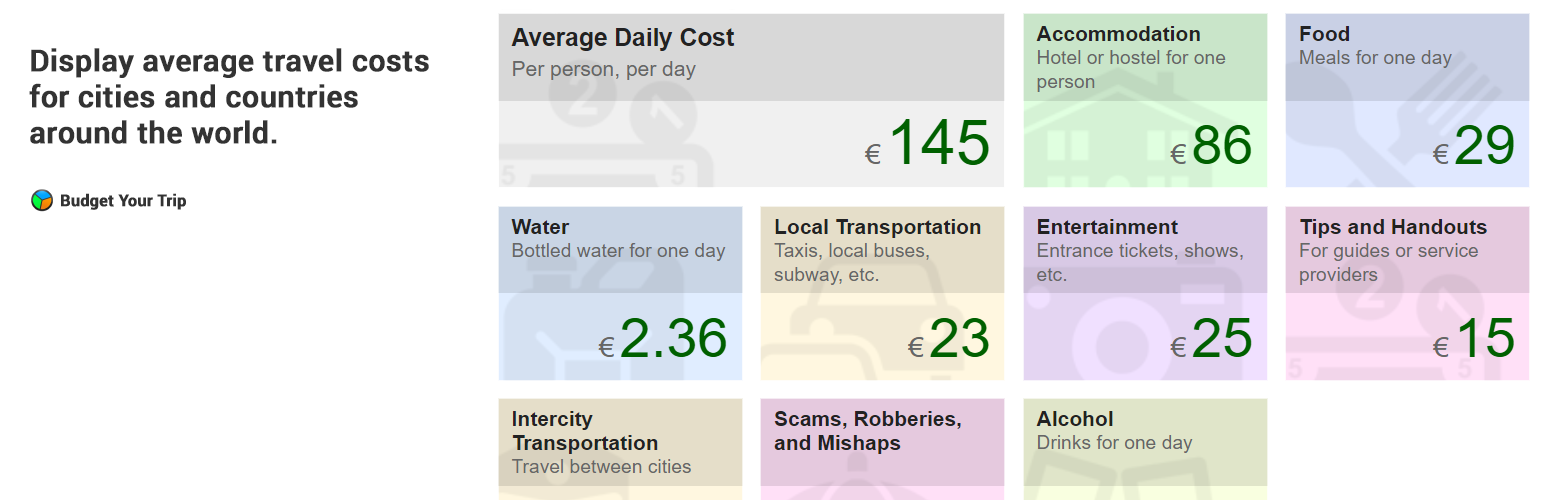 Display average travel costs
for cities and countries
around the world.
Budget Your Trip
Average Daily Cost
Per person, per day
€145
Accommodation
Hotel or hostel for one
person
€86
Food
Meals for one day
€29
Water
Bottled water for one day
€2.36
Local Transportation
Taxis, local buses,
subway, etc.
€23
Entertainment
Entrance tickets, shows,
etc.
€25
Tips and Handouts
For guides or service
providers
€15
Intercity
Transportation
Travel between cities
Scams, Robberies,
and Mishaps
Alcohol
Drinks for one day